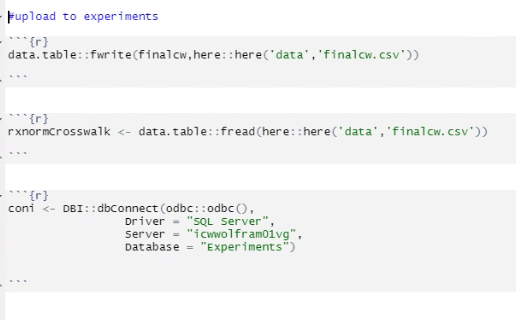 #upload to experiments
```{r}
data.table::fwrite(finalcw,here::here('data','finalcw.csv'))
```
```{r}
rxnormCrosswalk <- data.table::fread(here::here('data','finalcw.csv'))
```
```{r}
coni <- DBI::dbConnect(odbc::odbc(),
Driver = "SQL Server",
Server = "icwwolfram01vg",
Database = "Experiments")
```